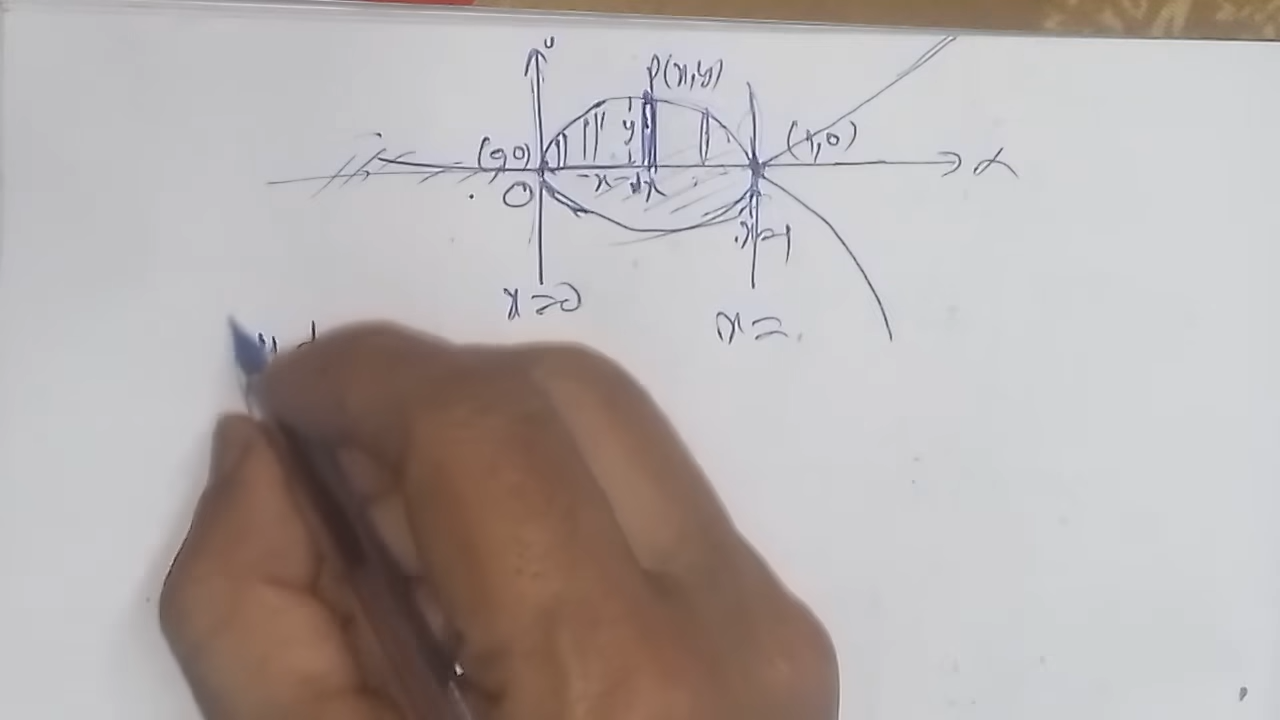 P(x,y)
y
(0,0)
(1,0)
x
O
x
dx
x=1
x=0
x=